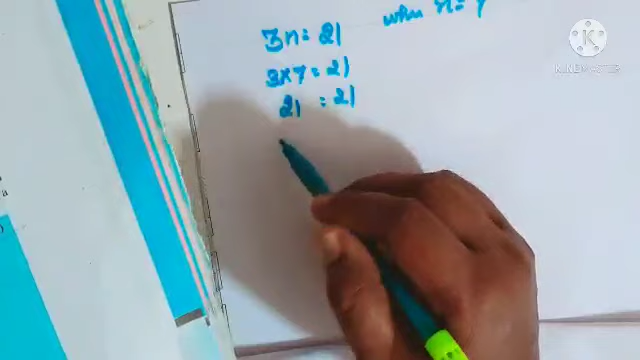 when n = 7
3n = 21
3x7 = 21
21 = 21
KINEMASTER